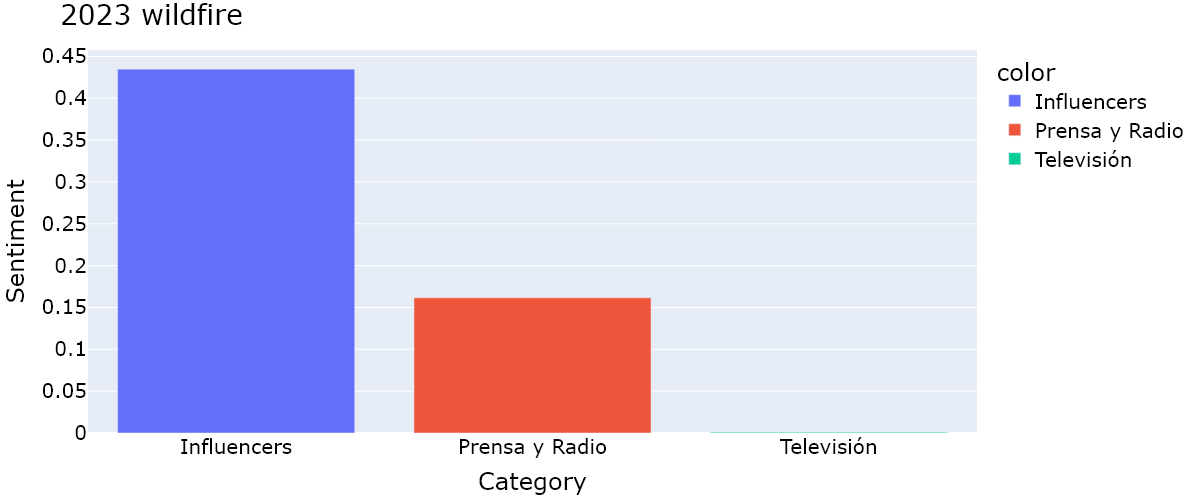 2023 wildfire
0.45
0.4
0.35
0.3
0.25
0.2
0.15
0.1
0.05
0
Sentiment
Influencers
Prensa y Radio
Televisión
Category
color
Influencers
Prensa y Radio
Televisión